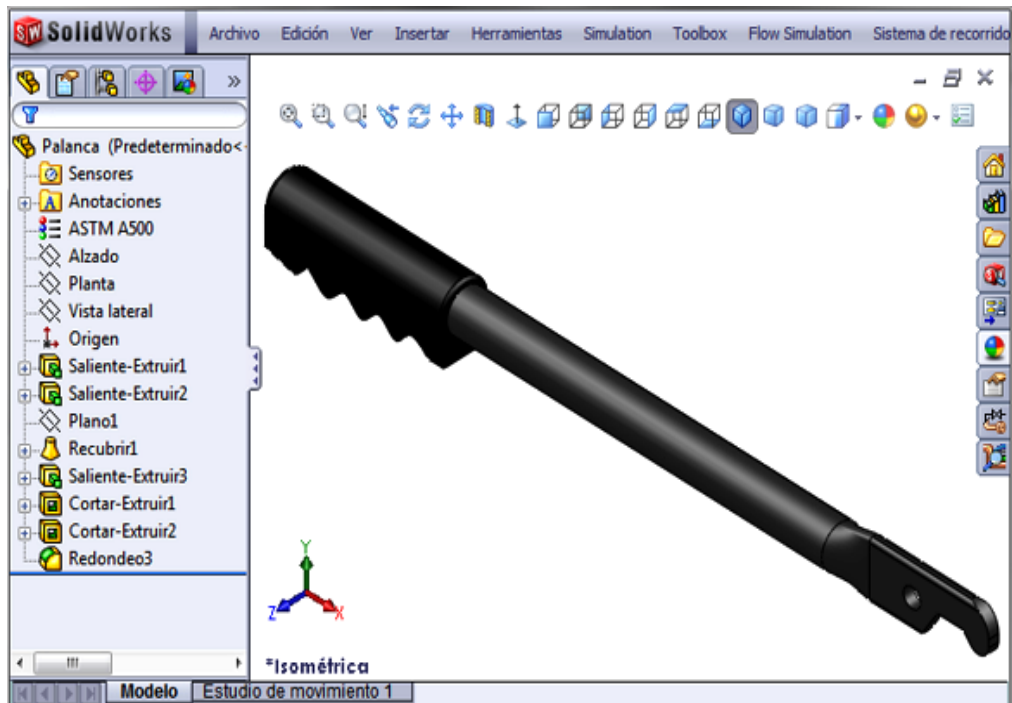 SolidWorks Archivo Edición Ver Insertar Herramientas Simulation Toolbox Flow Simulation Sistema de recorrido
Palanca (Predeterminado<
Sensores
Anotaciones
ASTM A500
Alzado
Planta
Vista lateral
Origen
Saliente-Extruir1
Saliente-Extruir2
Plano1
Recubrir1
Saliente-Extruir3
Cortar-Extruir1
Cortar-Extruir2
Redondeo3
Y
Z X
*Isométrica
Modelo Estudio de movimiento 1